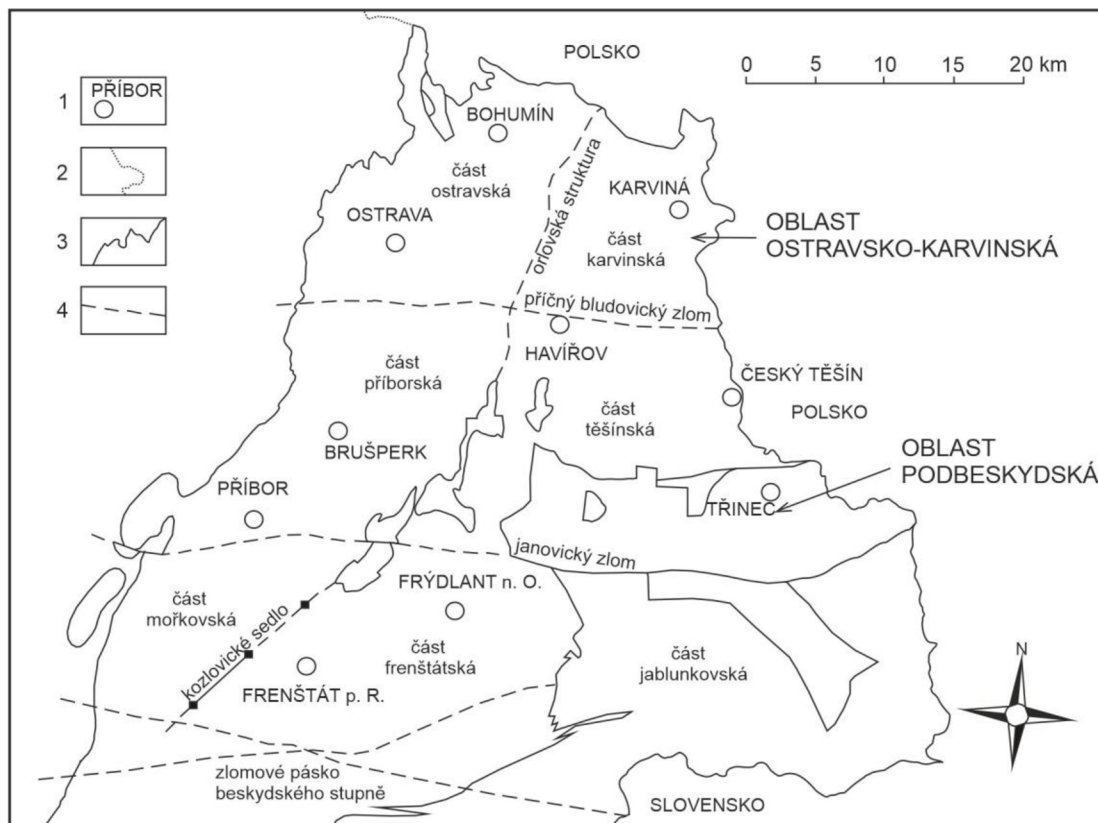 POLSKO
0 5 10 15 20 km
1
PŘÍBOR
2
3
4
BOHUMÍN
část
ostravská
OSTRAVA
orlovská struktura
KARVINÁ
část
karvinská
OBLAST
OSTRAVSKO-KARVINSKÁ
příčný bludovický zlom
HAVÍŘOV
část
příborská
ČESKÝ TĚŠÍN
POLSKO
část
těšínská
BRUŠPERK
OBLAST
PODBESKYDSKÁ
PŘÍBOR
TŘINEC
janovický zlom
FRÝDLANT n. O.
část
mořkovská
kozlovické sedlo
část
frenštátská
FRENŠTÁT p. R.
část
jablunkovská
N
zlomové pásko
beskydského stupně
SLOVENSKO